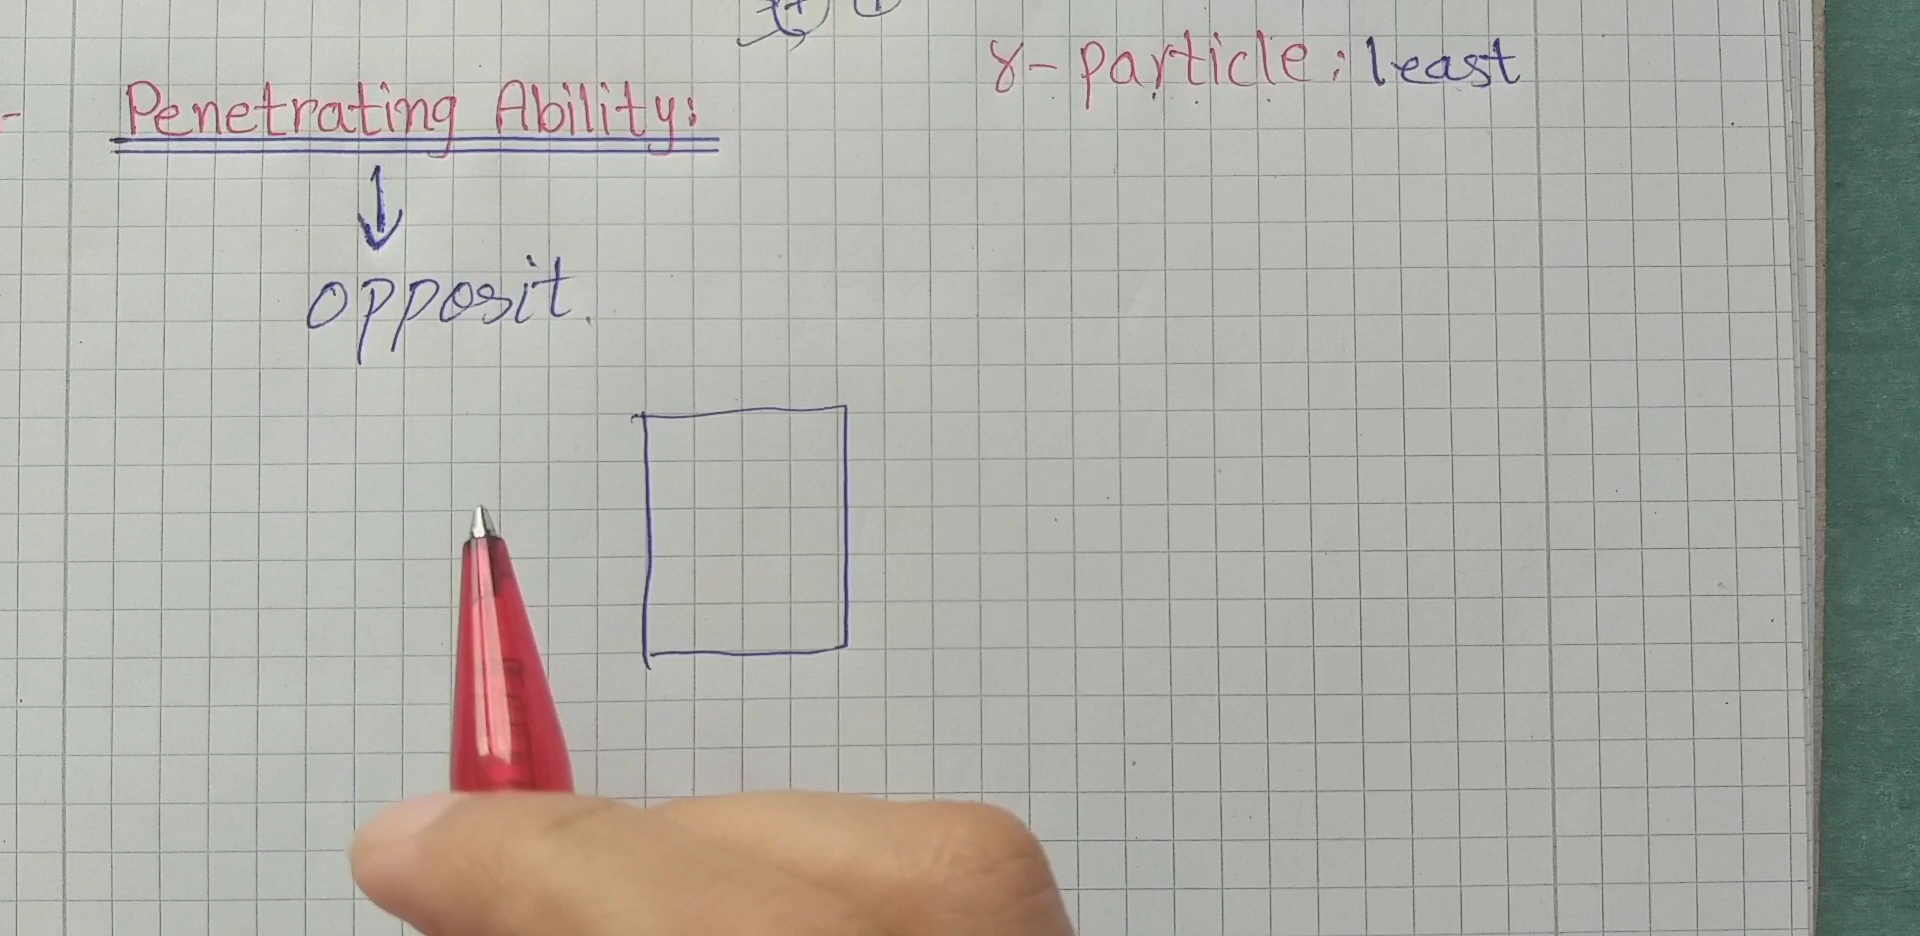 γ- particle: least
- Penetrating Ability:
↓
opposit.